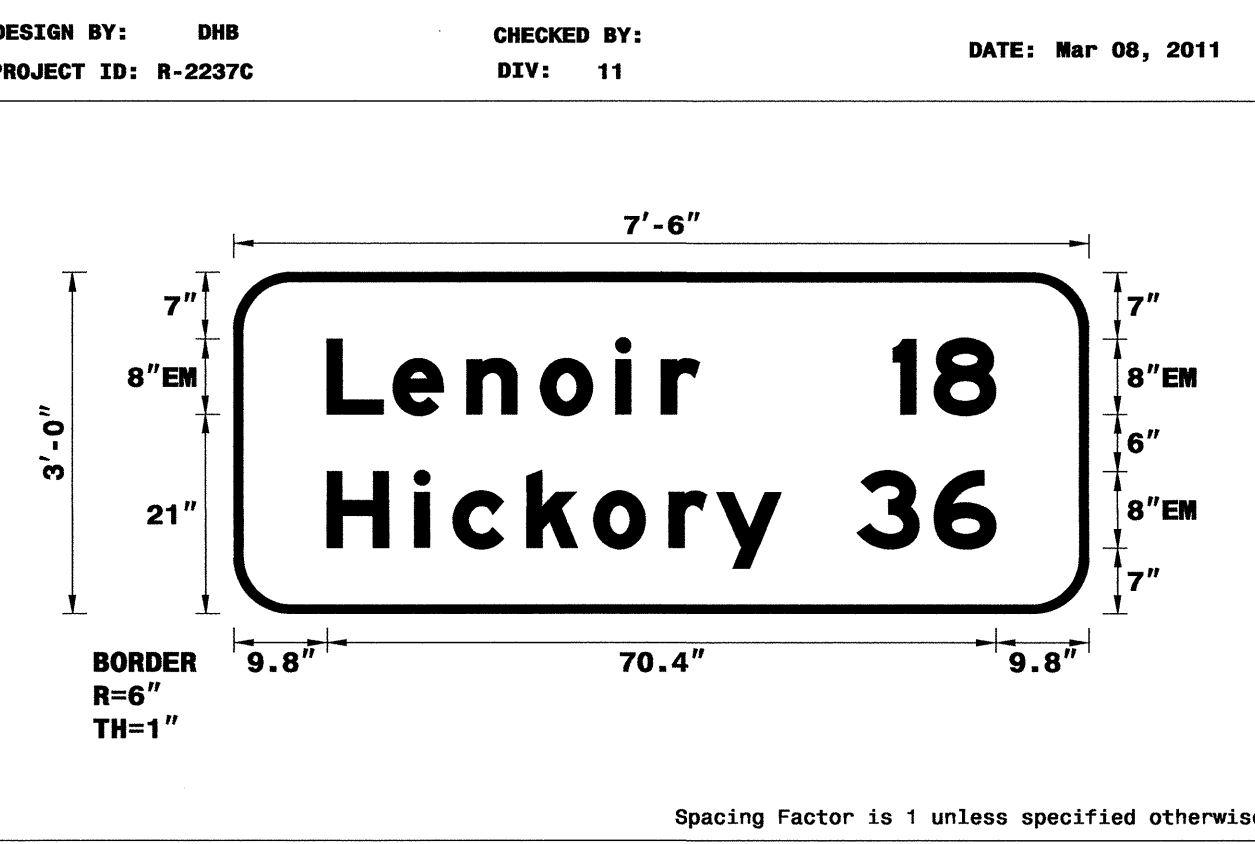 DESIGN BY: DHB
CHECKED BY:
DATE: Mar 08, 2011
PROJECT ID: R-2237C
DIV: 11
7'-6"
7"
7"
Lenoir 18
8"EM
8"EM
3'-0"
6"
Hickory 36
21"
8"EM
7"
9.8"
70.4"
9.8"
BORDER
R=6"
TH=1"
Spacing Factor is 1 unless specified otherwise